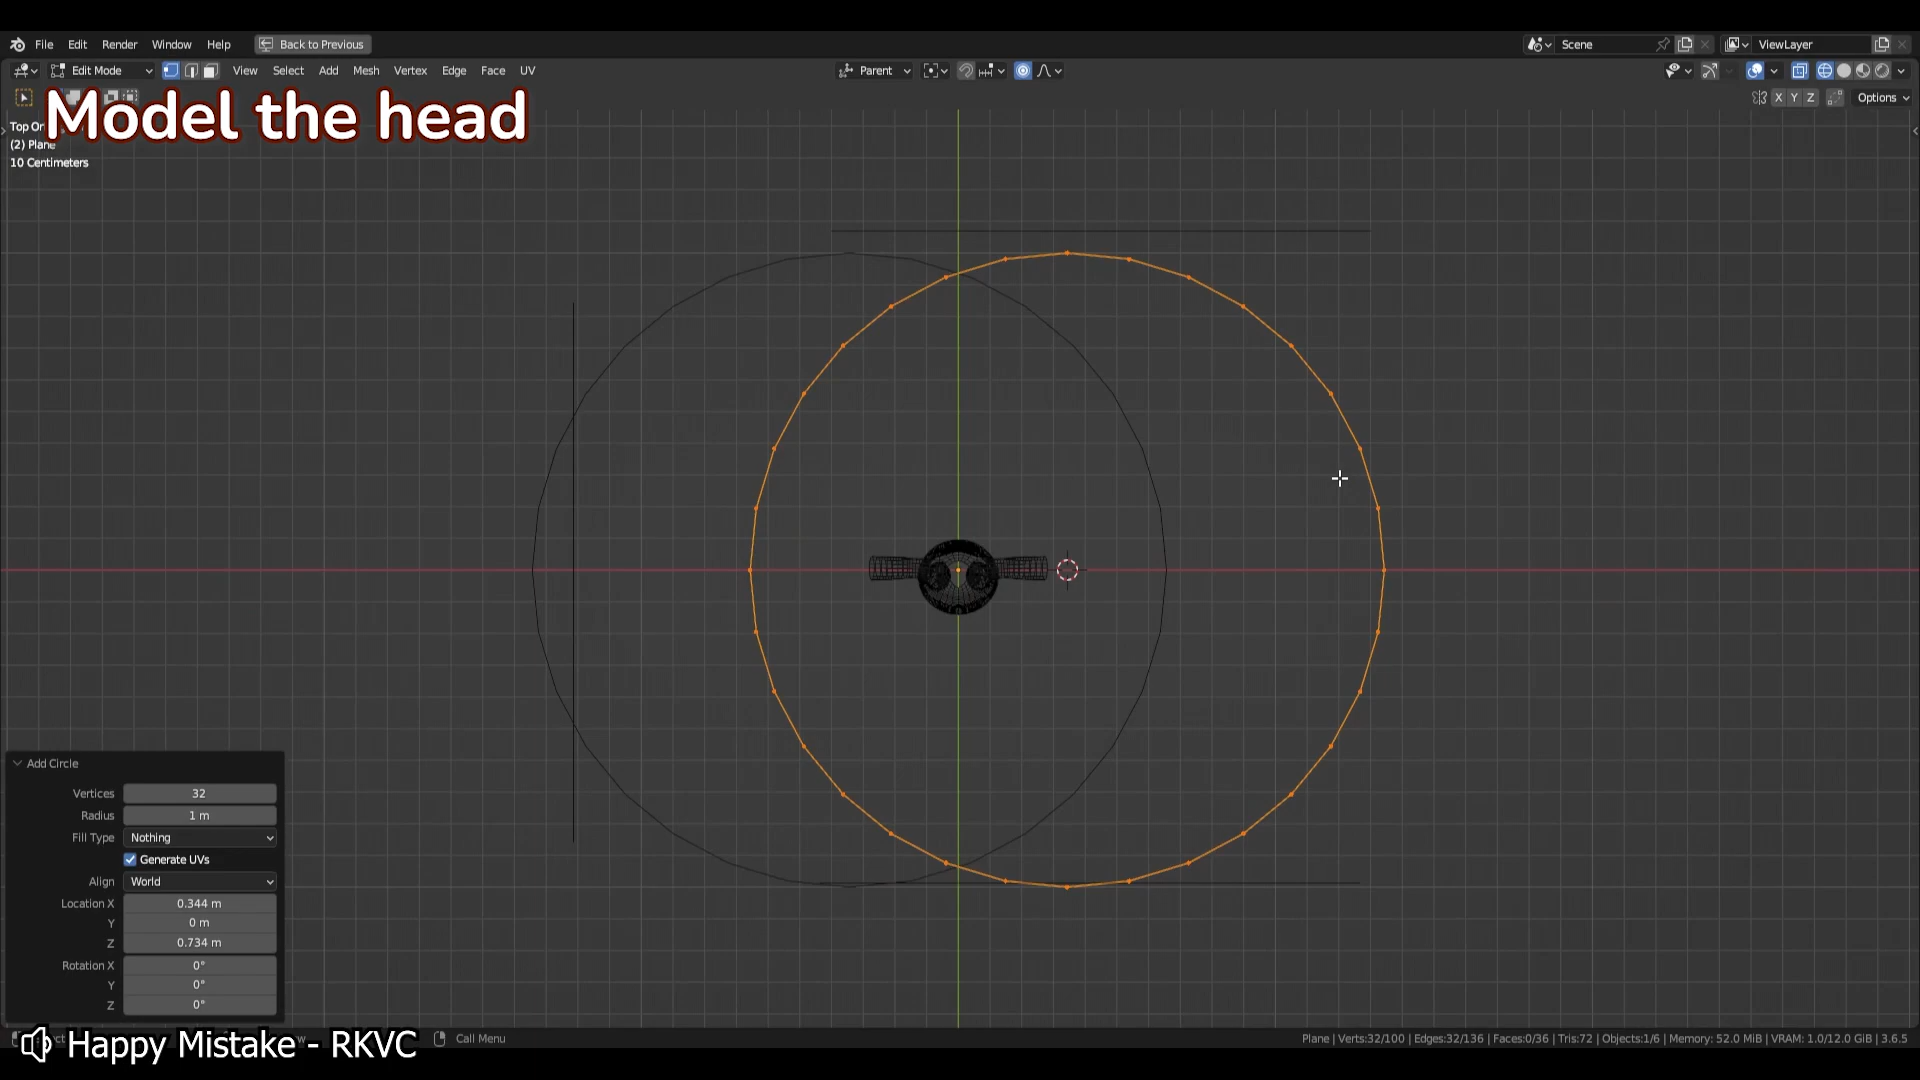 File Edit Render Window Help Back to Previous Scene ViewLayer
Edit Mode View Select Add Mesh Vertex Edge Face UV Parent
X Y Z Options
Model the head
Top Or
(2) Plane
10 Centimeters
Add Circle
Vertices 32
Radius 1 m
Fill Type Nothing
Generate UVs
Align World
Location X 0.344 m
Y 0 m
Z 0.734 m
Rotation X 0°
Y 0°
Z 0°
Happy Mistake - RKVC
Call Menu
Plane | Verts:32/100 | Edges:32/136 | Faces:0/36 | Tris:72 | Objects:1/6 | Memory: 52.0 MiB | VRAM: 1.0/12.0 GiB | 3.6.5